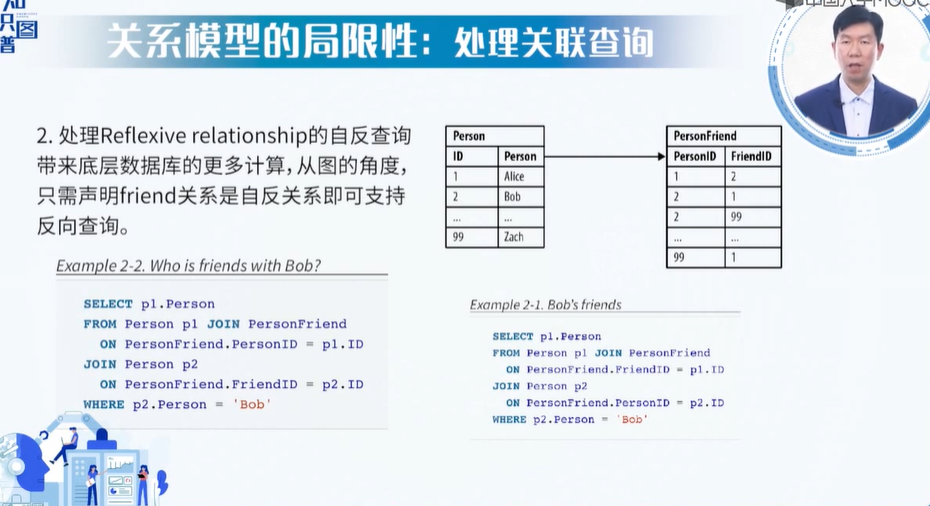 知
只图
普
中国大学MOOC
关系模型的局限性：处理关联查询
2. 处理Reflexive relationship的自反查询
带来底层数据库的更多计算，从图的角度，
只需声明friend关系是自反关系即可支持
反向查询。
Person
ID Person
1 Alice
2 Bob
... ...
99 Zach
PersonFriend
PersonID FriendID
1 2
2 1
2 99
... ...
99 1
Example 2-2. Who is friends with Bob?
SELECT p1.Person
FROM Person p1 JOIN PersonFriend
ON PersonFriend.PersonID = p1.ID
JOIN Person p2
ON PersonFriend.FriendID = p2.ID
WHERE p2.Person = 'Bob'
Example 2-1. Bob's friends
SELECT p1.Person
FROM Person p1 JOIN PersonFriend
ON PersonFriend.FriendID = p1.ID
JOIN Person p2
ON PersonFriend.PersonID = p2.ID
WHERE p2.Person = 'Bob'